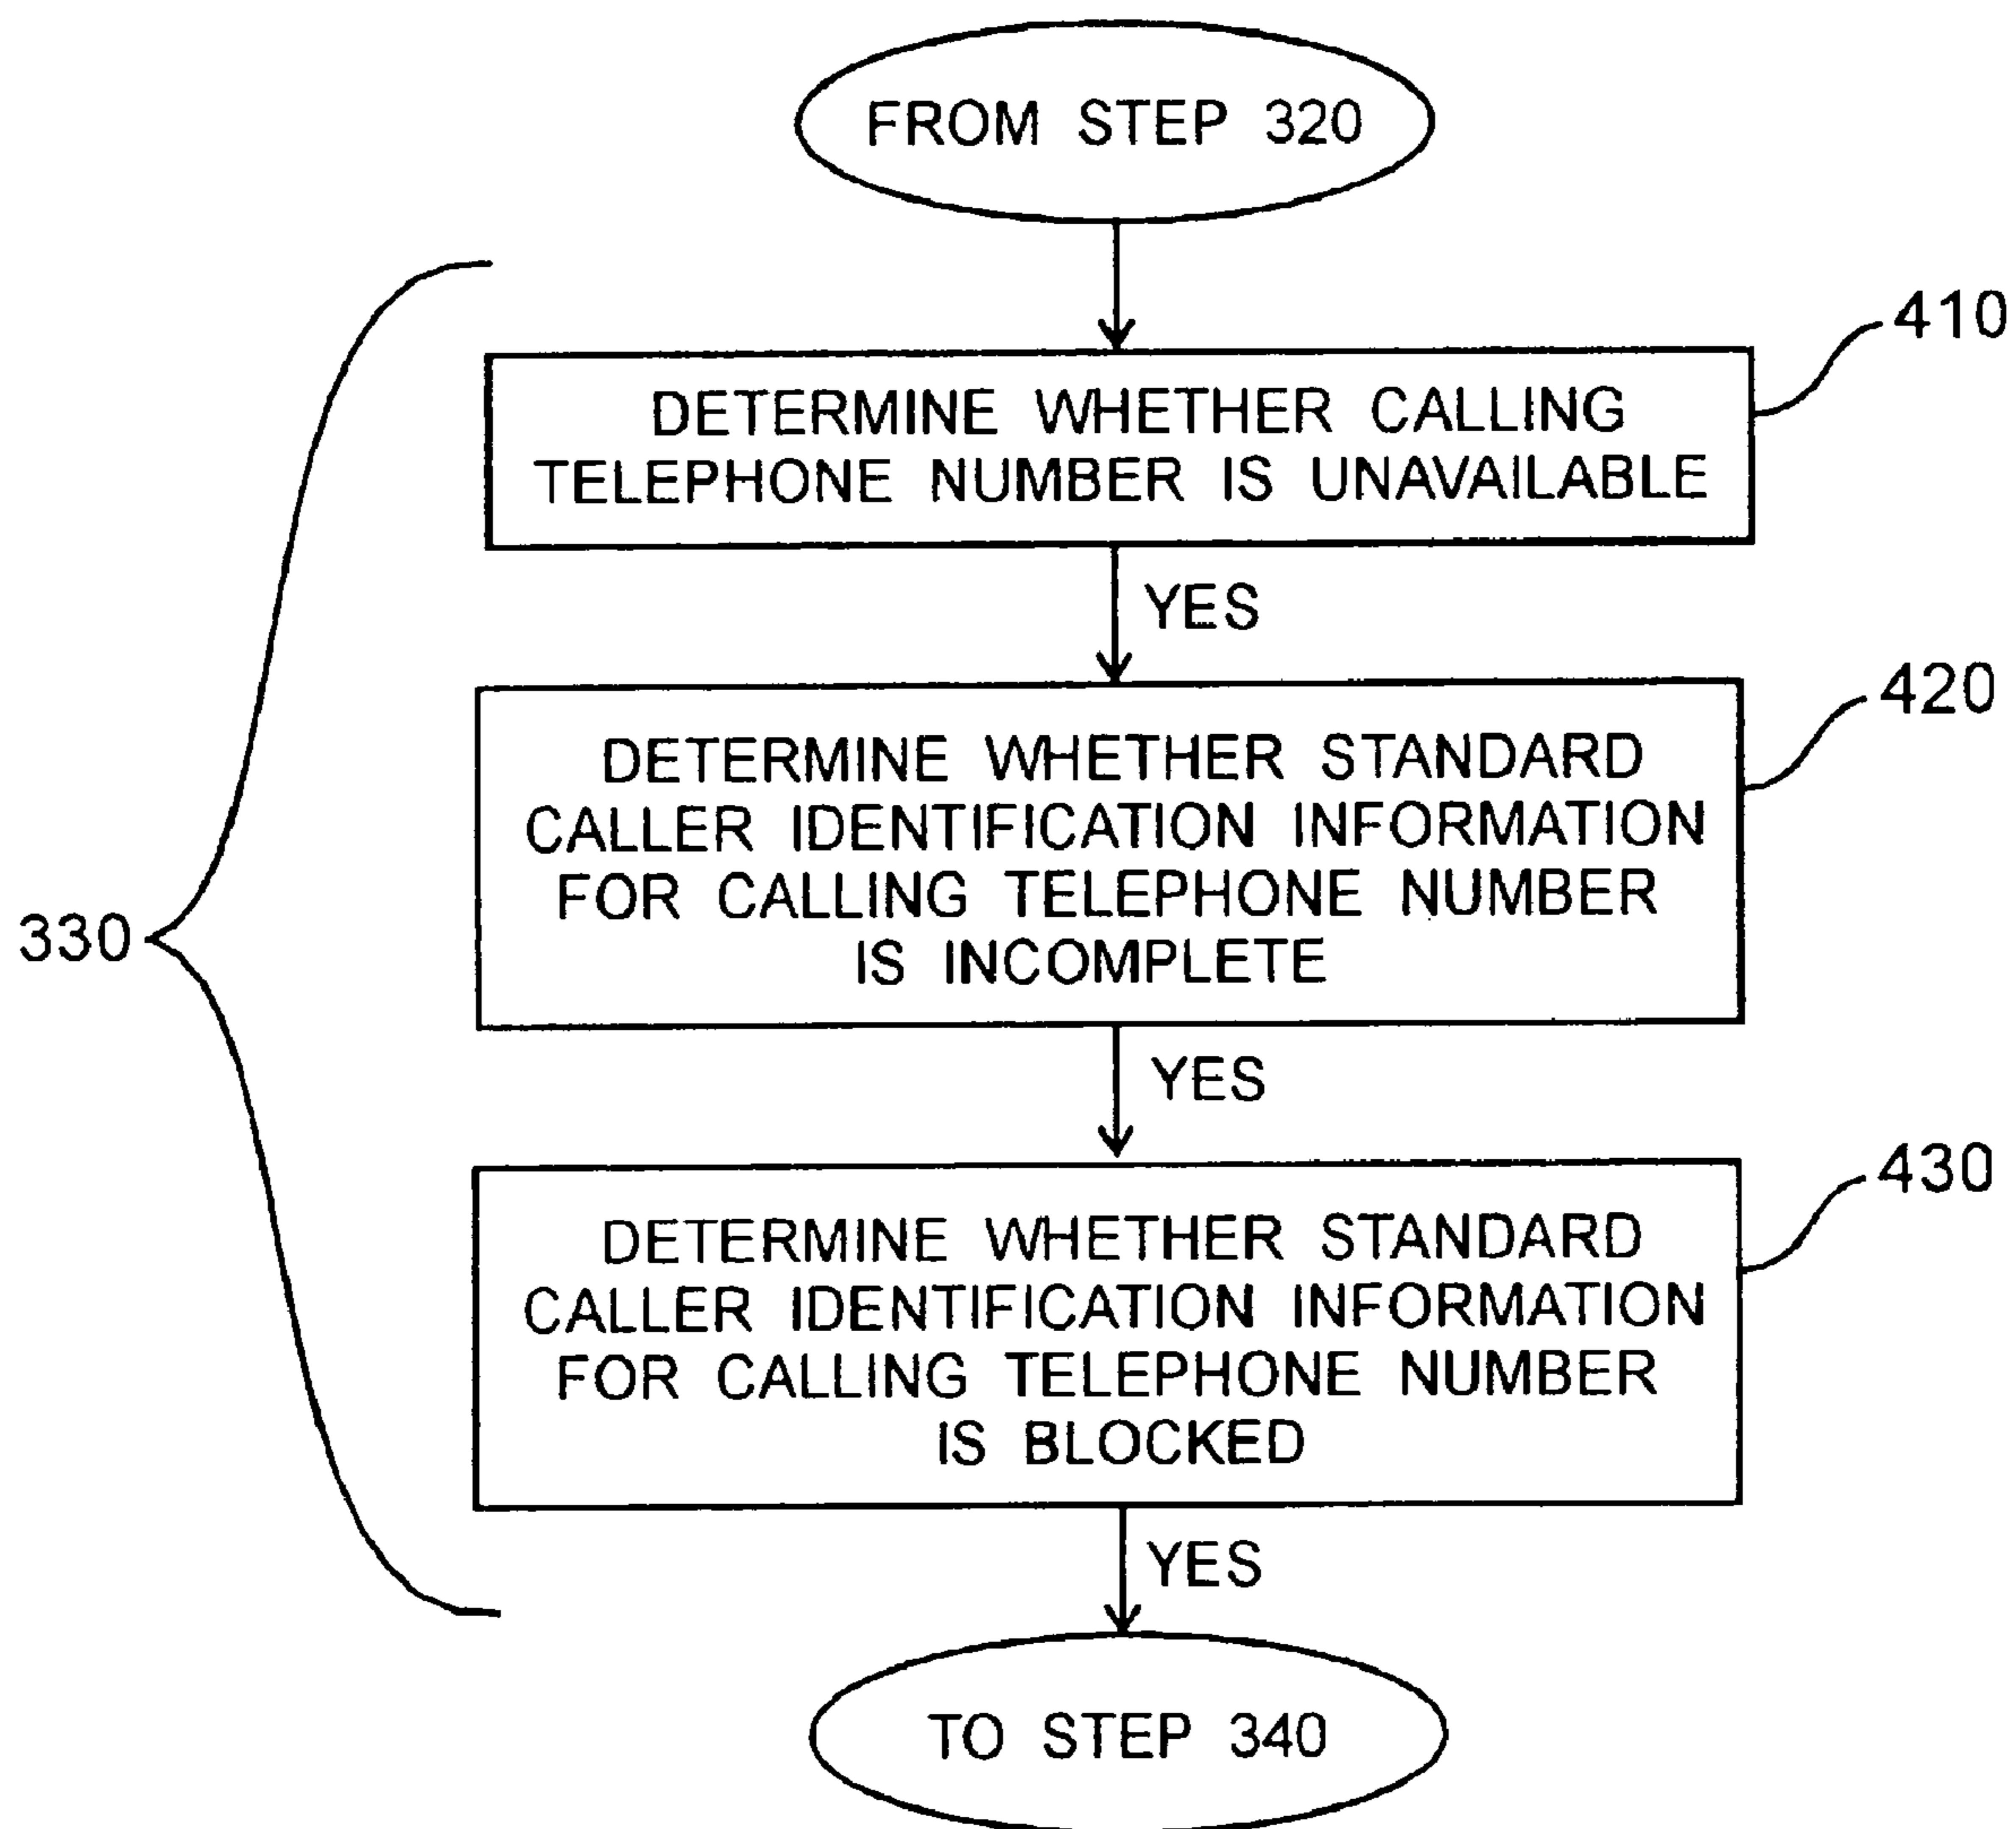 FROM STEP 320
410
DETERMINE WHETHER CALLING
TELEPHONE NUMBER IS UNAVAILABLE
YES
420
DETERMINE WHETHER STANDARD
CALLER IDENTIFICATION INFORMATION
FOR CALLING TELEPHONE NUMBER
IS INCOMPLETE
330
YES
430
DETERMINE WHETHER STANDARD
CALLER IDENTIFICATION INFORMATION
FOR CALLING TELEPHONE NUMBER
IS BLOCKED
YES
TO STEP 340